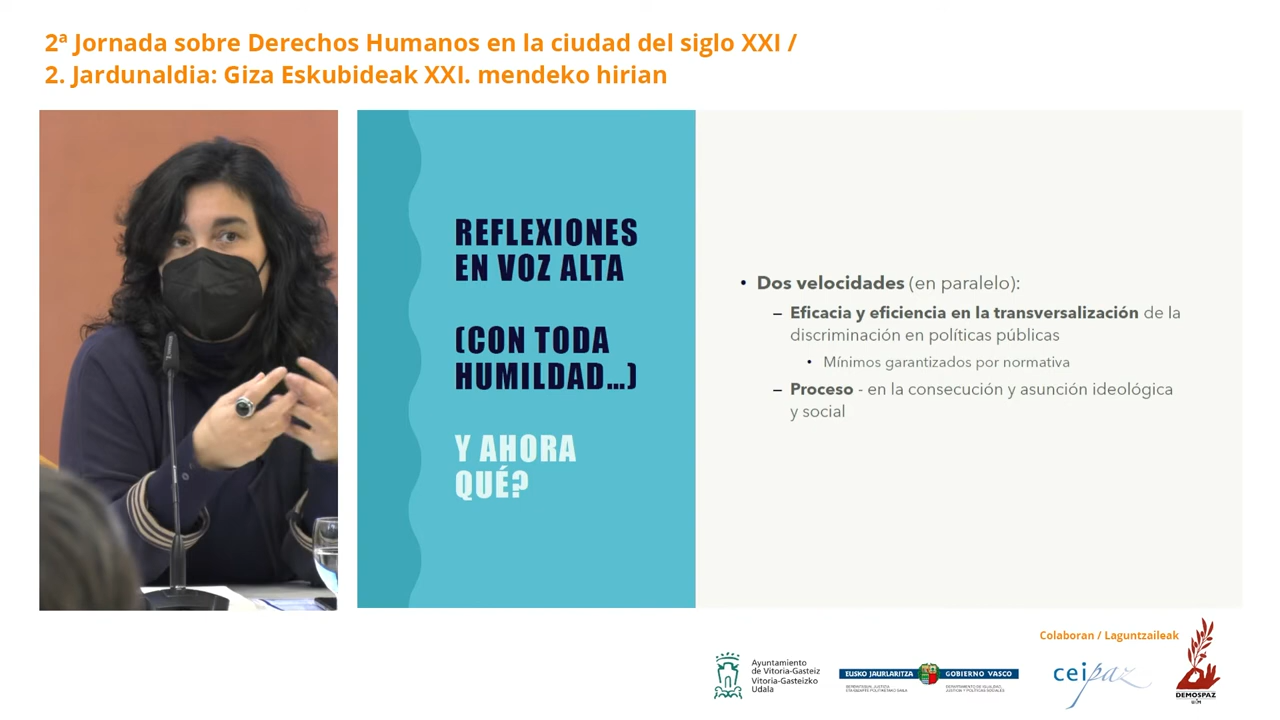 2ª Jornada sobre Derechos Humanos en la ciudad del siglo XXI /
2. Jardunaldia: Giza Eskubideak XXI. mendeko hirian
REFLEXIONES
EN VOZ ALTA
(CON TODA
HUMILDAD...)
Y AHORA
QUÉ?
• Dos velocidades (en paralelo):
– Eficacia y eficiencia en la transversalización de la
discriminación en políticas públicas
• Mínimos garantizados por normativa
– Proceso - en la consecución y asunción ideológica
y social
Colaboran / Laguntzaileak
Ayuntamiento
de Vitoria-Gasteiz
Vitoria-Gasteizko
Udala
EUSKO JAURLARITZA
GOBIERNO VASCO
ceipaz
DEMOSPAZ